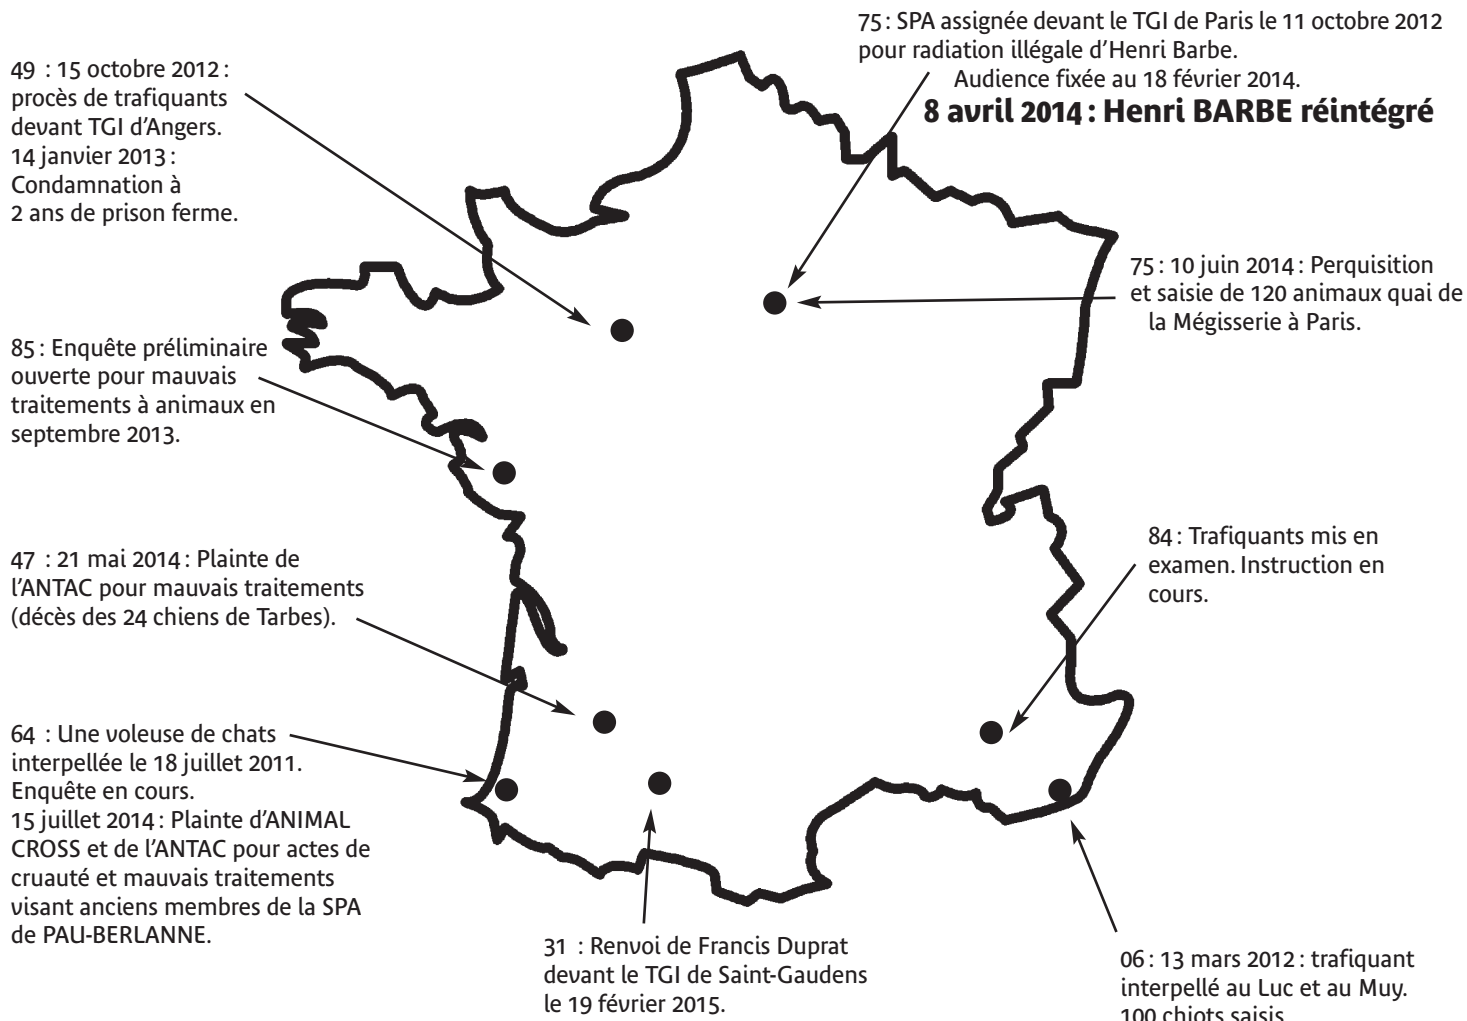 75 : SPA assignée devant le TGI de Paris le 11 octobre 2012
pour radiation illégale d’Henri Barbe.
Audience fixée au 18 février 2014.
8 avril 2014 : Henri BARBE réintégré
49 : 15 octobre 2012 :
procès de trafiquants
devant TGI d’Angers.
14 janvier 2013 :
Condamnation à
2 ans de prison ferme.
75 : 10 juin 2014 : Perquisition
et saisie de 120 animaux quai de
la Mégisserie à Paris.
85 : Enquête préliminaire
ouverte pour mauvais
traitements à animaux en
septembre 2013.
84 : Trafiquants mis en
examen. Instruction en
cours.
47 : 21 mai 2014 : Plainte de
l’ANTAC pour mauvais traitements
(décès des 24 chiens de Tarbes).
64 : Une voleuse de chats
interpellée le 18 juillet 2011.
Enquête en cours.
15 juillet 2014 : Plainte d’ANIMAL
CROSS et de l’ANTAC pour actes de
cruauté et mauvais traitements
visant anciens membres de la SPA
de PAU-BERLANNE.
31 : Renvoi de Francis Duprat
devant le TGI de Saint-Gaudens
le 19 février 2015.
06 : 13 mars 2012 : trafiquant
interpellé au Luc et au Muy.
100 chiots saisis